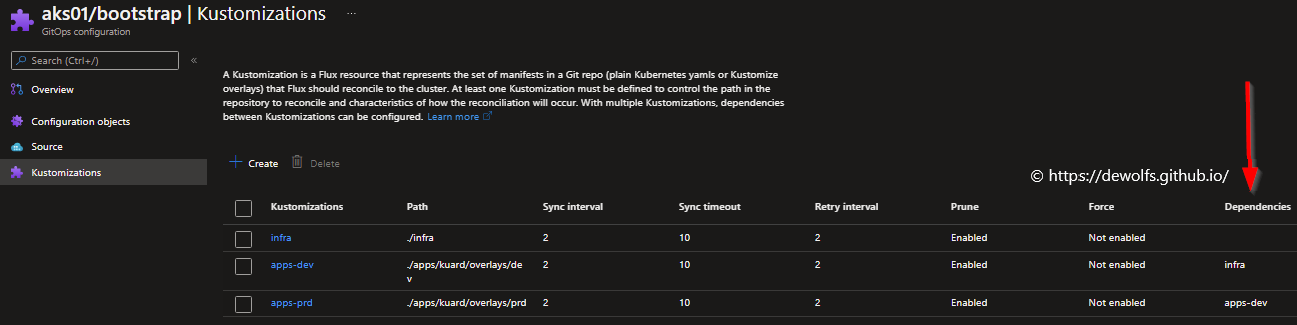 aks01/bootstrap | Kustomizations ...
GitOps configuration
Search (Ctrl+/) «
Overview
Configuration objects
Source
Kustomizations
A Kustomization is a Flux resource that represents the set of manifests in a Git repo (plain Kubernetes yamls or Kustomize
overlays) that Flux should reconcile to the cluster. At least one Kustomization must be defined to control the path in the
repository to reconcile and characteristics of how the reconciliation will occur. With multiple Kustomizations, dependencies
between Kustomizations can be configured. Learn more
Create Delete
© https://dewolfs.github.io/
Kustomizations Path Sync interval Sync timeout Retry interval Prune Force Dependencies
infra ./infra 2 10 2 Enabled Not enabled
apps-dev ./apps/kuard/overlays/de 2 10 2 Enabled Not enabled infra
v
apps-prd ./apps/kuard/overlays/prd 2 10 2 Enabled Not enabled apps-dev